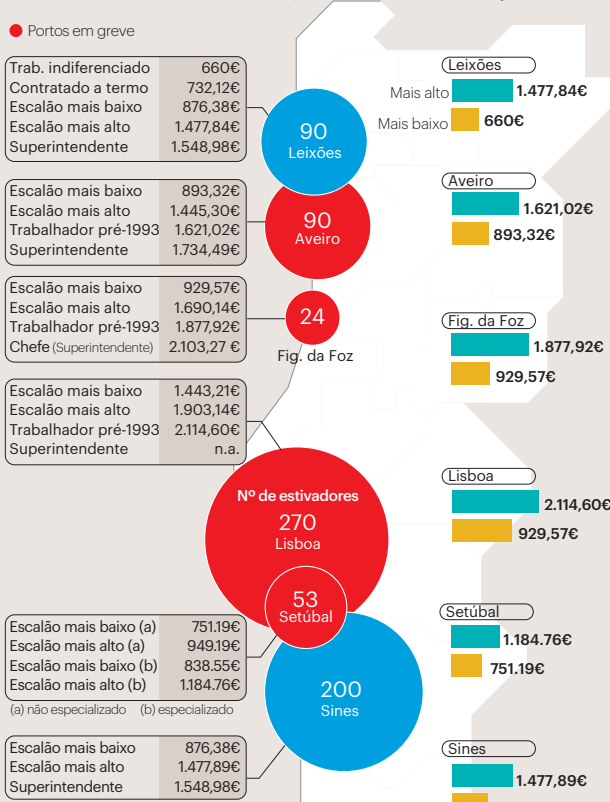 Portos em greve
Trab. indiferenciado 660€
Contratado a termo 732,12€
Escalão mais baixo 876,38€
Escalão mais alto 1.477,84€
Superintendente 1.548,98€
90
Leixões
Leixões
Mais alto 1.477,84€
Mais baixo 660€
Escalão mais baixo 893,32€
Escalão mais alto 1.445,30€
Trabalhador pré-1993 1.621,02€
Superintendente 1.734,49€
90
Aveiro
Aveiro
1.621,02€
893,32€
Escalão mais baixo 929,57€
Escalão mais alto 1.690,14€
Trabalhador pré-1993 1.877,92€
Chefe (Superintendente) 2.103,27 €
24
Fig. da Foz
Fig. da Foz
1.877,92€
929,57€
Escalão mais baixo 1.443,21€
Escalão mais alto 1.903,14€
Trabalhador pré-1993 2.114,60€
Superintendente n.a.
Nº de estivadores
270
Lisboa
Lisboa
2.114,60€
929,57€
53
Setúbal
Setúbal
1.184.76€
751.19€
Escalão mais baixo (a) 751.19€
Escalão mais alto (a) 949.19€
Escalão mais baixo (b) 838.55€
Escalão mais alto (b) 1.184.76€
(a) não especializado (b) especializado
200
Sines
Sines
1.477,89€
Escalão mais baixo 876,38€
Escalão mais alto 1.477,89€
Superintendente 1.548,98€